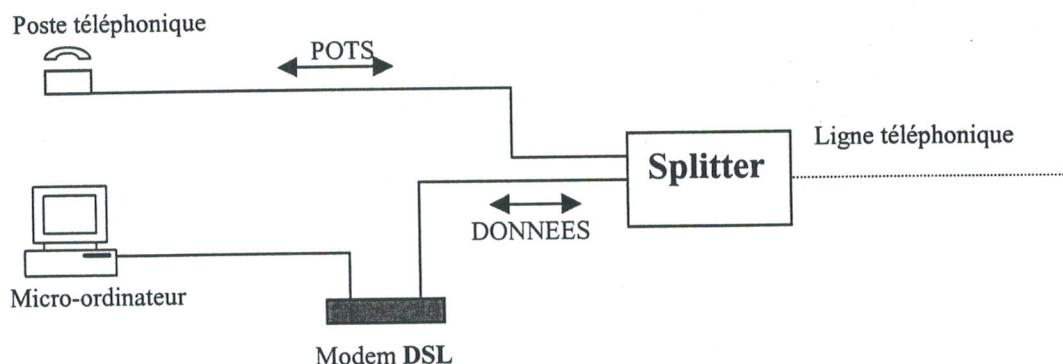 Poste téléphonique
POTS
Ligne téléphonique
Splitter
DONNEES
Micro-ordinateur
Modem DSL